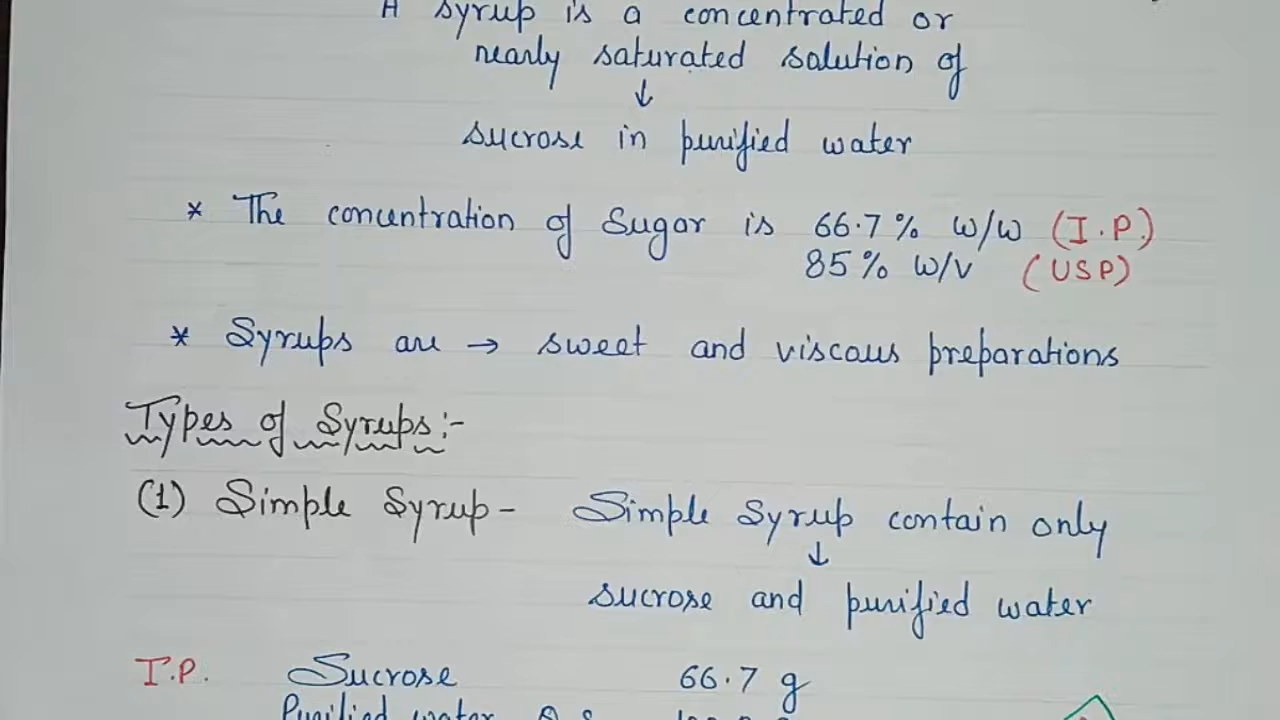 A syrup is a concentrated or
nearly saturated solution of
↓
sucrose in purified water
* The concentration of Sugar is 66.7% w/w (I.P.)
85% w/v (USP)
* Syrups are → sweet and viscous preparations
Types of Syrups:-
(1) Simple Syrup - Simple Syrup contain only
↓
sucrose and purified water
I.P. Sucrose 66.7 g
Purified water Q.S.